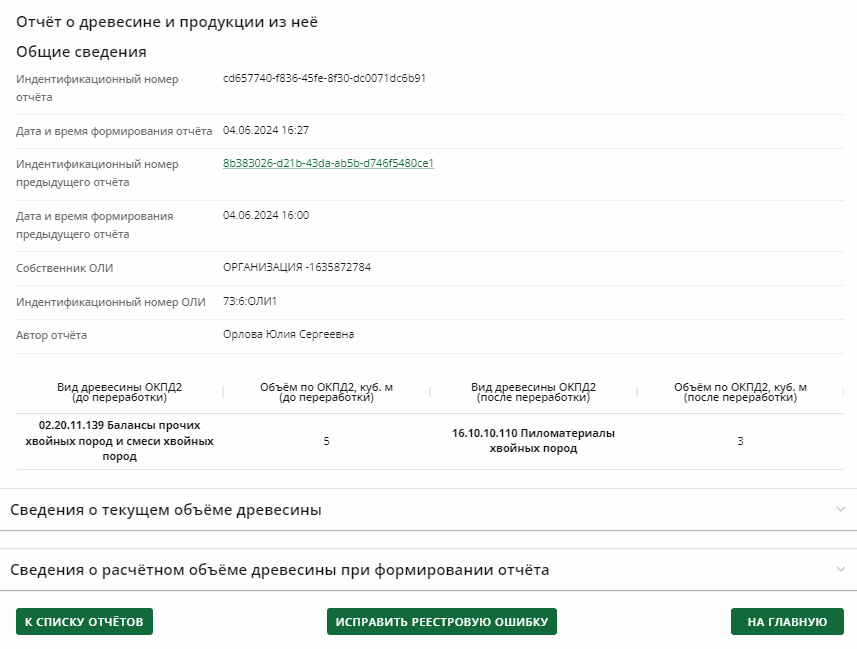 Отчёт о древесине и продукции из неё
Общие сведения
Индентификационный номер
отчёта
cd657740-f836-45fe-8f30-dc0071dc6b91
Дата и время формирования отчёта
04.06.2024 16:27
Индентификационный номер
предыдущего отчёта
8b383026-d21b-43da-ab5b-d746f5480ce1
Дата и время формирования
предыдущего отчёта
04.06.2024 16:00
Собственник ОЛИ
ОРГАНИЗАЦИЯ -1635872784
Индентификационный номер ОЛИ
73:6:ОЛИ1
Автор отчёта
Орлова Юлия Сергеевна
Вид древесины ОКПД2
(до переработки)
Объём по ОКПД2, куб. м
(до переработки)
Вид древесины ОКПД2
(после переработки)
Объём по ОКПД2, куб. м
(после переработки)
02.20.11.139 Балансы прочих
хвойных пород и смеси хвойных
пород
5
16.10.10.110 Пиломатериалы
хвойных пород
3
Сведения о текущем объёме древесины
Сведения о расчётном объёме древесины при формировании отчёта
К СПИСКУ ОТЧЁТОВ
ИСПРАВИТЬ РЕЕСТРОВУЮ ОШИБКУ
НА ГЛАВНУЮ